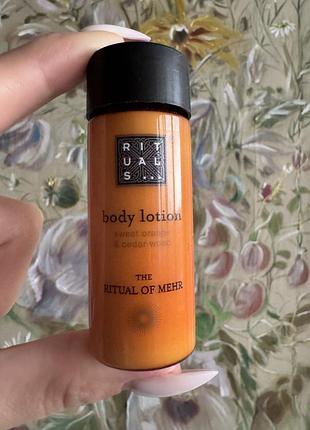 RIT
UAL
S...
body lotion
sweet orange
& cedar wood
THE
RITUAL OF MEHR